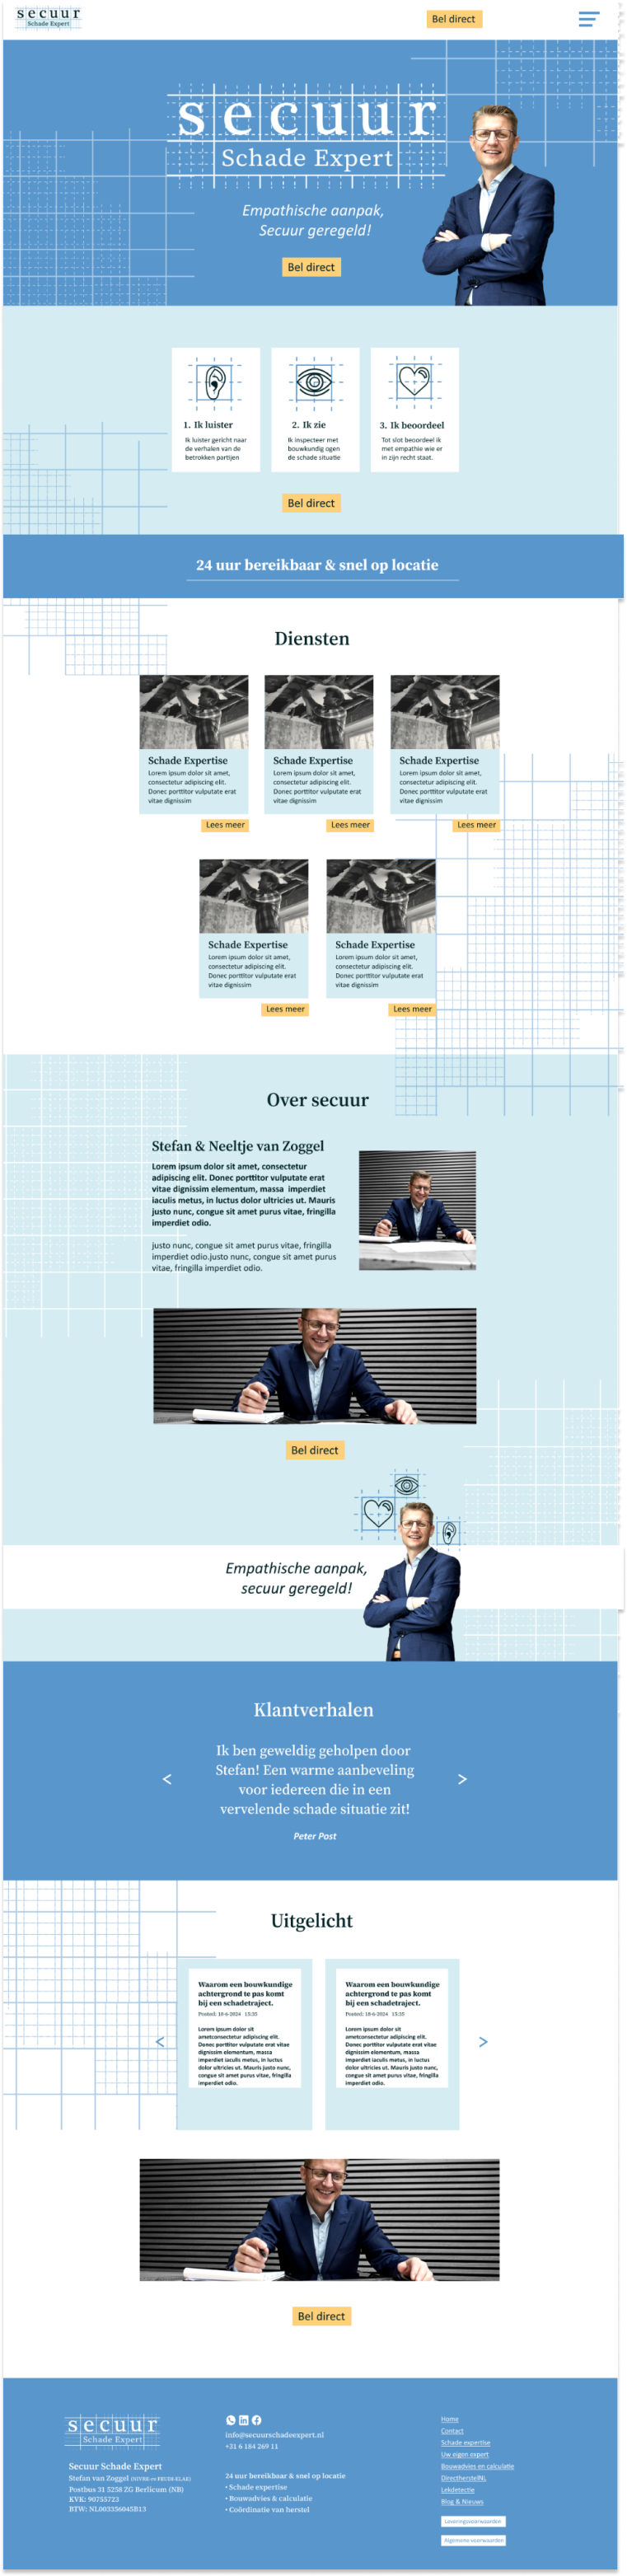 secuur
Schade Expert
Bel direct
secuur
Schade Expert
Empathische aanpak,
Secuur geregeld!
Bel direct
1. Ik luister
Ik luister gericht naar
de verhalen van de
betrokken partijen
2. Ik zie
Ik inspecteer met
bouwkundig ogen
de schade situatie
3. Ik beoordeel
Tot slot beoordeel ik
met empathie wie er
in zijn recht staat.
Bel direct
24 uur bereikbaar & snel op locatie
Diensten
Schade Expertise
Lorem ipsum dolor sit amet,
consectetur adipiscing elit.
Donec porttitor vulputate erat
vitae dignissim
Lees meer
Schade Expertise
Lorem ipsum dolor sit amet,
consectetur adipiscing elit.
Donec porttitor vulputate erat
vitae dignissim
Lees meer
Schade Expertise
Lorem ipsum dolor sit amet,
consectetur adipiscing elit.
Donec porttitor vulputate erat
vitae dignissim
Lees meer
Schade Expertise
Lorem ipsum dolor sit amet,
consectetur adipiscing elit.
Donec porttitor vulputate erat
vitae dignissim
Lees meer
Schade Expertise
Lorem ipsum dolor sit amet,
consectetur adipiscing elit.
Donec porttitor vulputate erat
vitae dignissim
Lees meer
Over secuur
Stefan & Neeltje van Zoggel
Lorem ipsum dolor sit amet, consectetur
adipiscing elit. Donec porttitor vulputate erat
vitae dignissim elementum, massa imperdiet
iaculis metus, in luctus dolor ultricies ut. Mauris
justo nunc, congue sit amet purus vitae, fringilla
imperdiet odio.
justo nunc, congue sit amet purus vitae, fringilla
imperdiet odio.justo nunc, congue sit amet purus
vitae, fringilla imperdiet odio.
Bel direct
Empathische aanpak,
secuur geregeld!
Klantverhalen
Ik ben geweldig geholpen door
Stefan! Een warme aanbeveling
voor iedereen die in een
vervelende schade situatie zit!
Peter Post
Uitgelicht
Waarom een bouwkundige
achtergrond te pas komt
bij een schadetraject.
Posted: 18-6-2024 15:35
Lorem ipsum dolor sit
ametconsectetur adipiscing elit.
Donec porttitor vulputate erat vitae
dignissim elementum, massa
imperdiet iaculis metus, in luctus
dolor ultricies ut. Mauris justo nunc,
congue sit amet purus vitae, fringilla
imperdiet odio.
Waarom een bouwkundige
achtergrond te pas komt
bij een schadetraject.
Posted: 18-6-2024 15:35
Lorem ipsum dolor sit
ametconsectetur adipiscing elit.
Donec porttitor vulputate erat vitae
dignissim elementum, massa
imperdiet iaculis metus, in luctus
dolor ultricies ut. Mauris justo nunc,
congue sit amet purus vitae, fringilla
imperdiet odio.
Bel direct
secuur
Schade Expert
Secuur Schade Expert
Stefan van Zoggel
Postbus 31 5258 ZG Berlicum (NB)
KVK: 90755723
BTW: NL003356045B13
info@secuurschadeexpert.nl
+31 6 184 269 11
24 uur bereikbaar & snel op locatie
• Schade expertise
• Bouwadvies & calculatie
• Coördinatie van herstel
Home
Contact
Schade expertise
Uw eigen expert
Bouwadvies en calculatie
DirectherstelNL
Lekdetectie
Blog & Nieuws
Leveringsvoorwaarden
Algemene voorwaarden